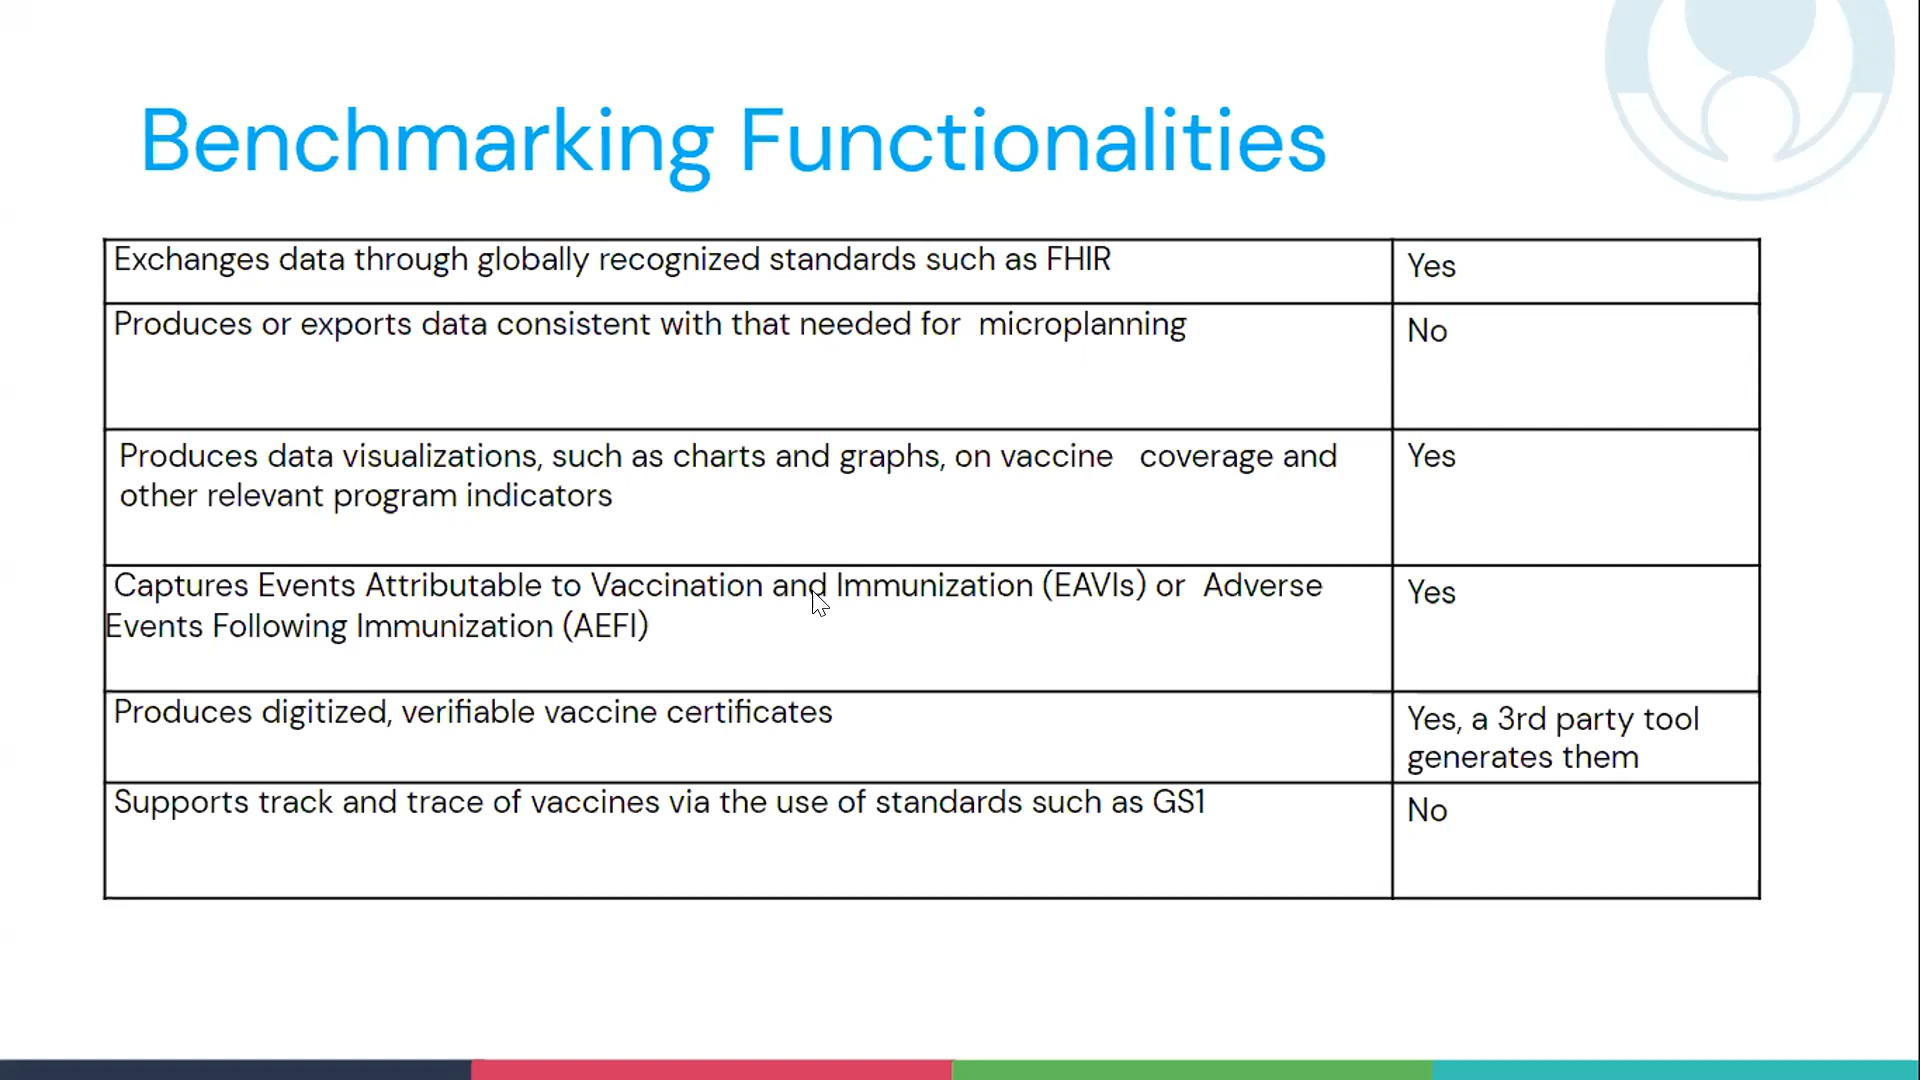 Benchmarking Functionalities
Exchanges data through globally recognized standards such as FHIR
Yes
Produces or exports data consistent with that needed for microplanning
No
Produces data visualizations, such as charts and graphs, on vaccine coverage and
other relevant program indicators
Yes
Captures Events Attributable to Vaccination and Immunization (EAVIs) or Adverse
Events Following Immunization (AEFI)
Yes
Produces digitized, verifiable vaccine certificates
Yes, a 3rd party tool
generates them
Supports track and trace of vaccines via the use of standards such as GS1
No